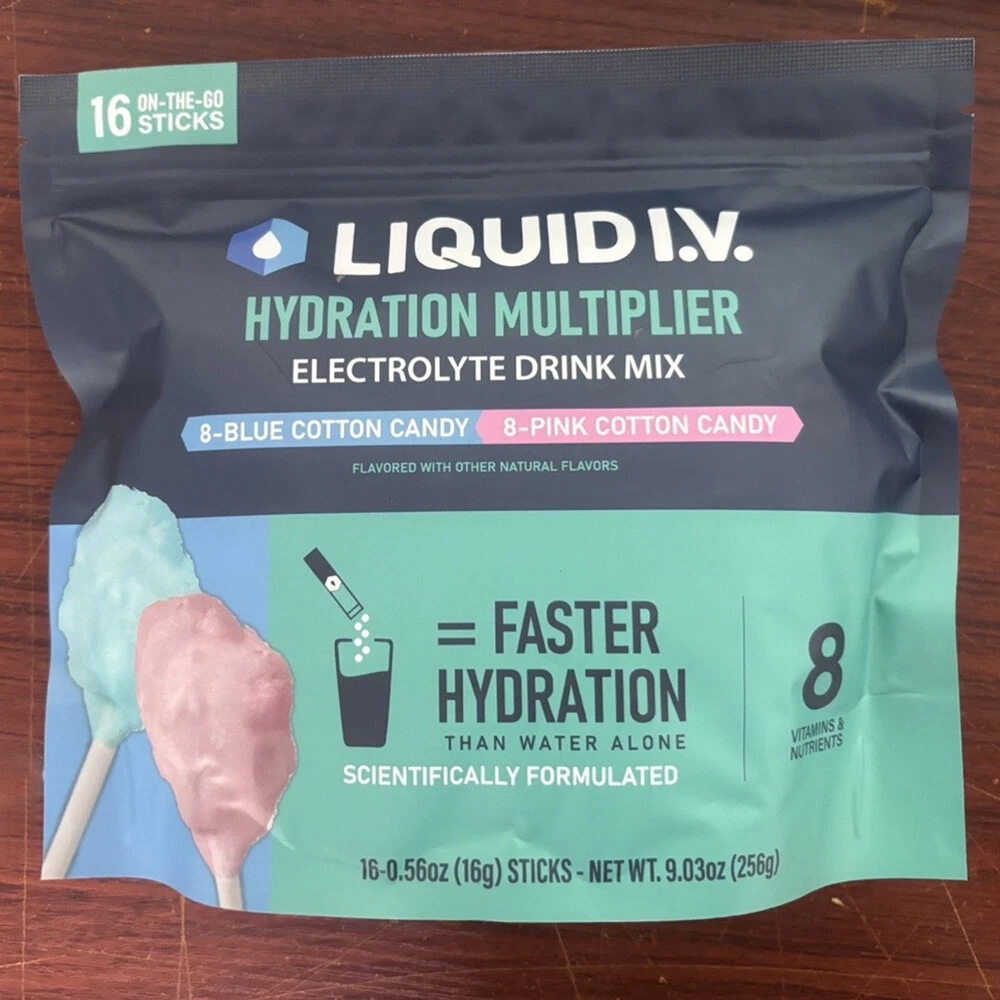 16 ON-THE-GO
STICKS
LIQUID I.V.
HYDRATION MULTIPLIER
ELECTROLYTE DRINK MIX
8-BLUE COTTON CANDY 8-PINK COTTON CANDY
FLAVORED WITH OTHER NATURAL FLAVORS
= FASTER
HYDRATION
THAN WATER ALONE
SCIENTIFICALLY FORMULATED
8
VITAMINS &
NUTRIENTS
16-0.56oz (16g) STICKS - NET WT. 9.03oz (256g)